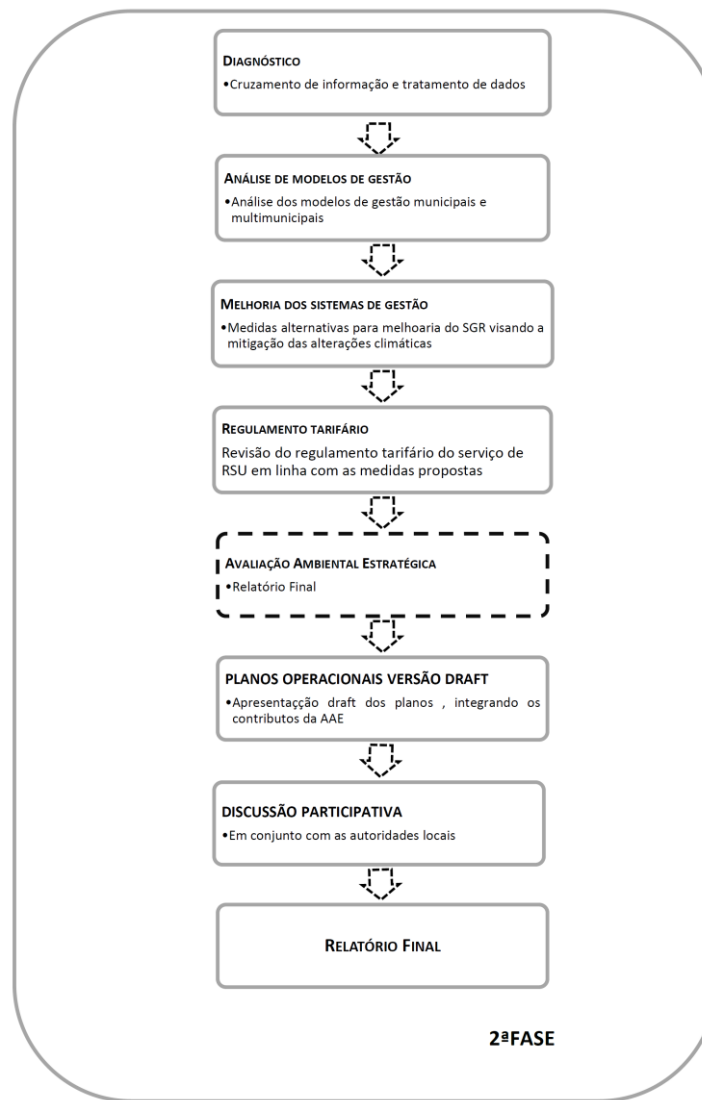 DIAGNÓSTICO
•Cruzamento de informação e tratamento de dados
ANÁLISE DE MODELOS DE GESTÃO
•Análise dos modelos de gestão municipais e
multimunicipais
MELHORIA DOS SISTEMAS DE GESTÃO
•Medidas alternativas para melhoaria do SGR visando a
mitigação das alterações climáticas
REGULAMENTO TARIFÁRIO
Revisão do regulamento tarifário do serviço de
RSU em linha com as medidas propostas
AVALIAÇÃO AMBIENTAL ESTRATÉGICA
•Relatório Final
PLANOS OPERACIONAIS VERSÃO DRAFT
•Apresentaçção draft dos planos , integrando os
contributos da AAE
DISCUSSÃO PARTICIPATIVA
•Em conjunto com as autoridades locais
RELATÓRIO FINAL
2ªFASE